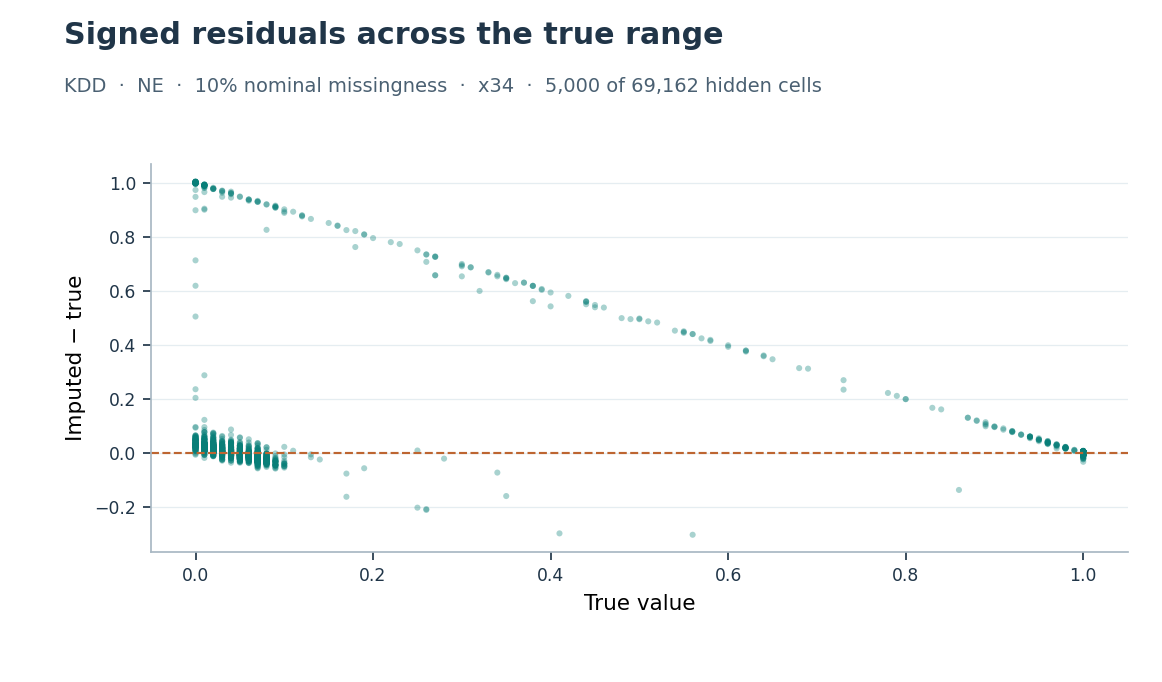 Signed residuals across the true range
KDD · NE · 10% nominal missingness · x34 · 5,000 of 69,162 hidden cells
Imputed − true
1.0
0.8
0.6
0.4
0.2
0.0
−0.2
0.0 0.2 0.4 0.6 0.8 1.0
True value